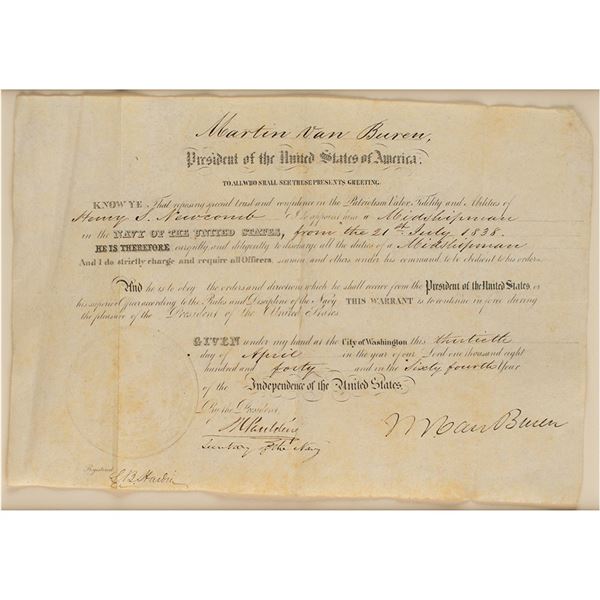 Martin Van Buren,
President of the United States of America,
TO ALL WHO SHALL SEE THESE PRESENTS GREETING.
KNOW YE, That reposing special trust and confidence in the Patriotism Valor, Fidelity and Abilities of
Henry S. Newcomb I do appoint him a Midshipman
in the NAVY OF THE UNITED STATES, from the 21st July 1838.
HE IS THEREFORE carefully and diligently to discharge all the duties of a Midshipman
And I do strictly charge and require all Officers, seamen and others under his command to be obedient to his orders
And he is to obey the orders and directions which he shall receive from the President of the United States or
his superior Officer according to the Rules and Discipline of the Navy THIS WARRANT is to continue in force during
the pleasure of the President of the United States
GIVEN under my hand at the City of Washington this thirtieth
day of April in the year of our Lord one thousand eight
hundred and forty and in the Sixty fourth Year
of the Independence of the United States.
By the President
J K Paulding
Secretary of the Navy
M Van Buren
Registered